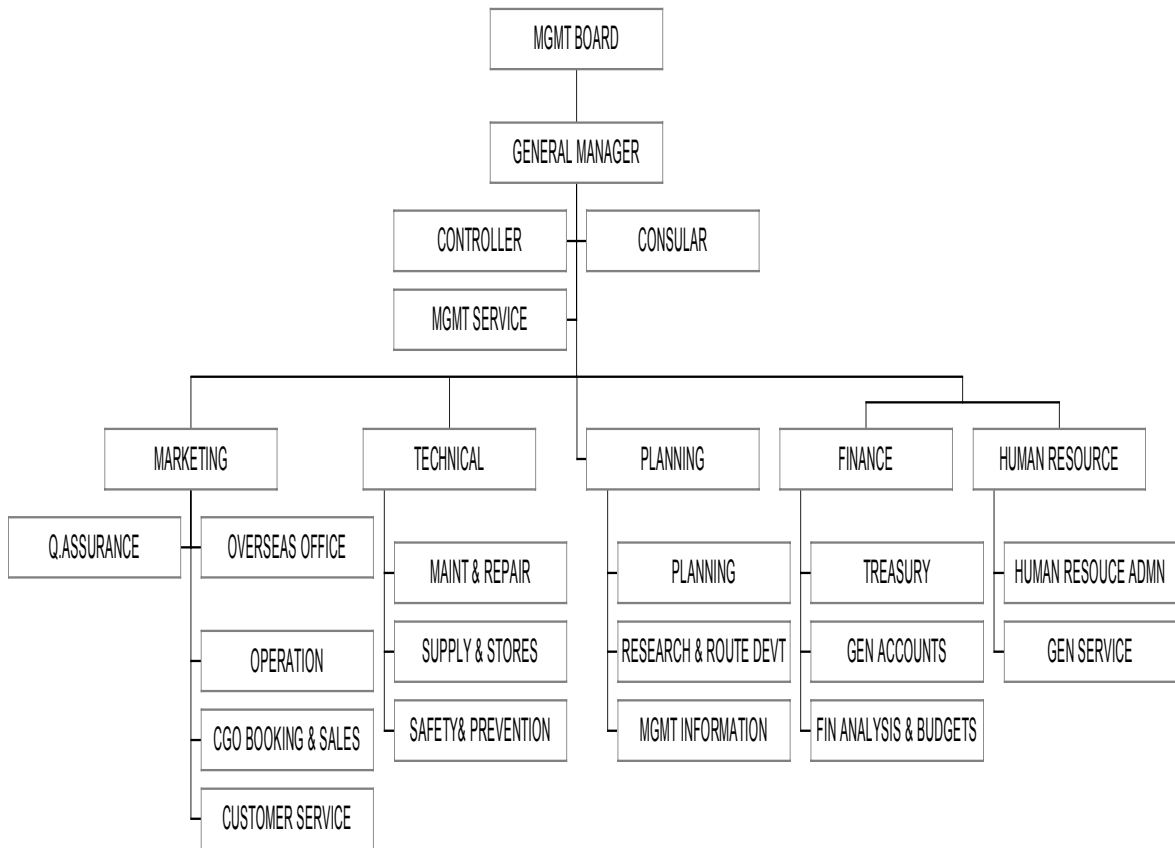 MGMT BOARD
GENERAL MANAGER
CONTROLLER
CONSULAR
MGMT SERVICE
MARKETING
TECHNICAL
PLANNING
FINANCE
HUMAN RESOURCE
Q.ASSURANCE
OVERSEAS OFFICE
OPERATION
CGO BOOKING & SALES
CUSTOMER SERVICE
MAINT & REPAIR
SUPPLY & STORES
SAFETY& PREVENTION
PLANNING
RESEARCH & ROUTE DEVT
MGMT INFORMATION
TREASURY
GEN ACCOUNTS
FIN ANALYSIS & BUDGETS
HUMAN RESOUCE ADMN
GEN SERVICE